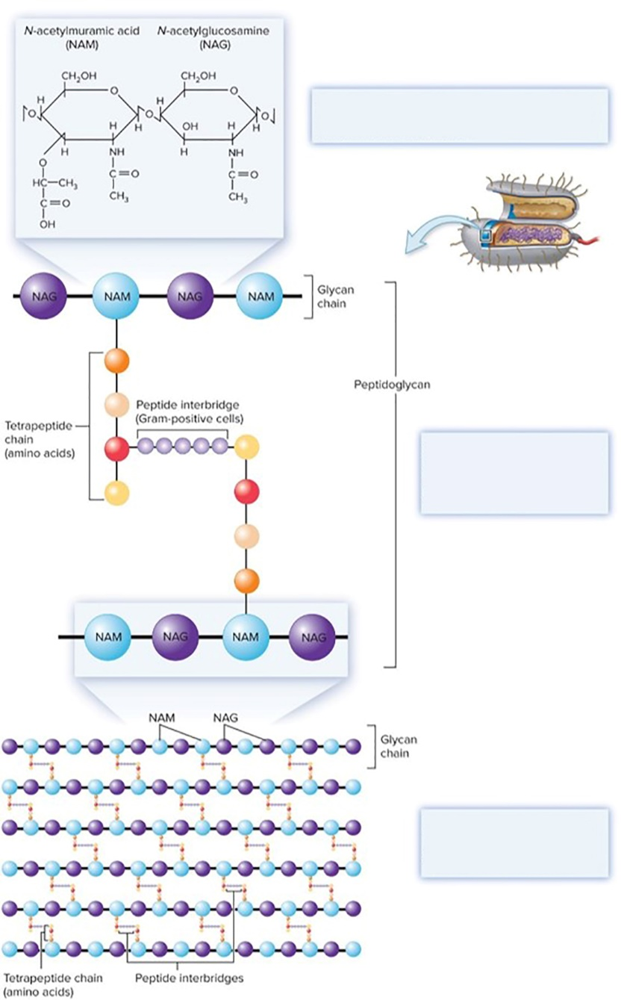 N-acetylmuramic acid
(NAM)
N-acetylglucosamine
(NAG)
CH₂OH
CH₂OH
O
O
H
H
O
H
H
O
OH
H
H
O
H
H
NH
H
NH
O
C=O
C=O
HC—CH₃
CH₃
CH₃
C=O
OH
NAG
NAM
NAG
NAM
Glycan
chain
Peptidoglycan
Peptide interbridge
(Gram-positive cells)
Tetrapeptide
chain
(amino acids)
NAM
NAG
NAM
NAG
NAM
NAG
Glycan
chain
Tetrapeptide chain
(amino acids)
Peptide interbridges